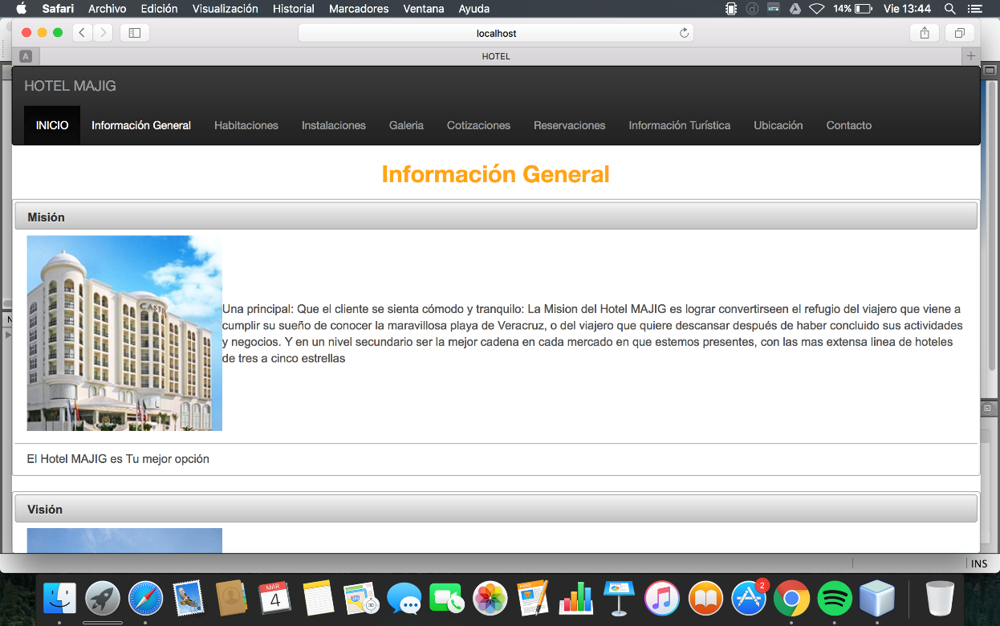 Safari Archivo Edición Visualización Historial Marcadores Ventana Ayuda 14% Vie 13:44
localhost
A HOTEL
HOTEL MAJIG
INICIO Información General Habitaciones Instalaciones Galeria Cotizaciones Reservaciones Información Turística Ubicación Contacto
Información General
Misión
Una principal: Que el cliente se sienta cómodo y tranquilo: La Mision del Hotel MAJIG es lograr convertirseen el refugio del viajero que viene a
cumplir su sueño de conocer la maravillosa playa de Veracruz, o del viajero que quiere descansar después de haber concluido sus actividades
y negocios. Y en un nivel secundario ser la mejor cadena en cada mercado en que estemos presentes, con las mas extensa linea de hoteles
de tres a cinco estrellas
El Hotel MAJIG es Tu mejor opción
Visión
INS
MAR
4
2